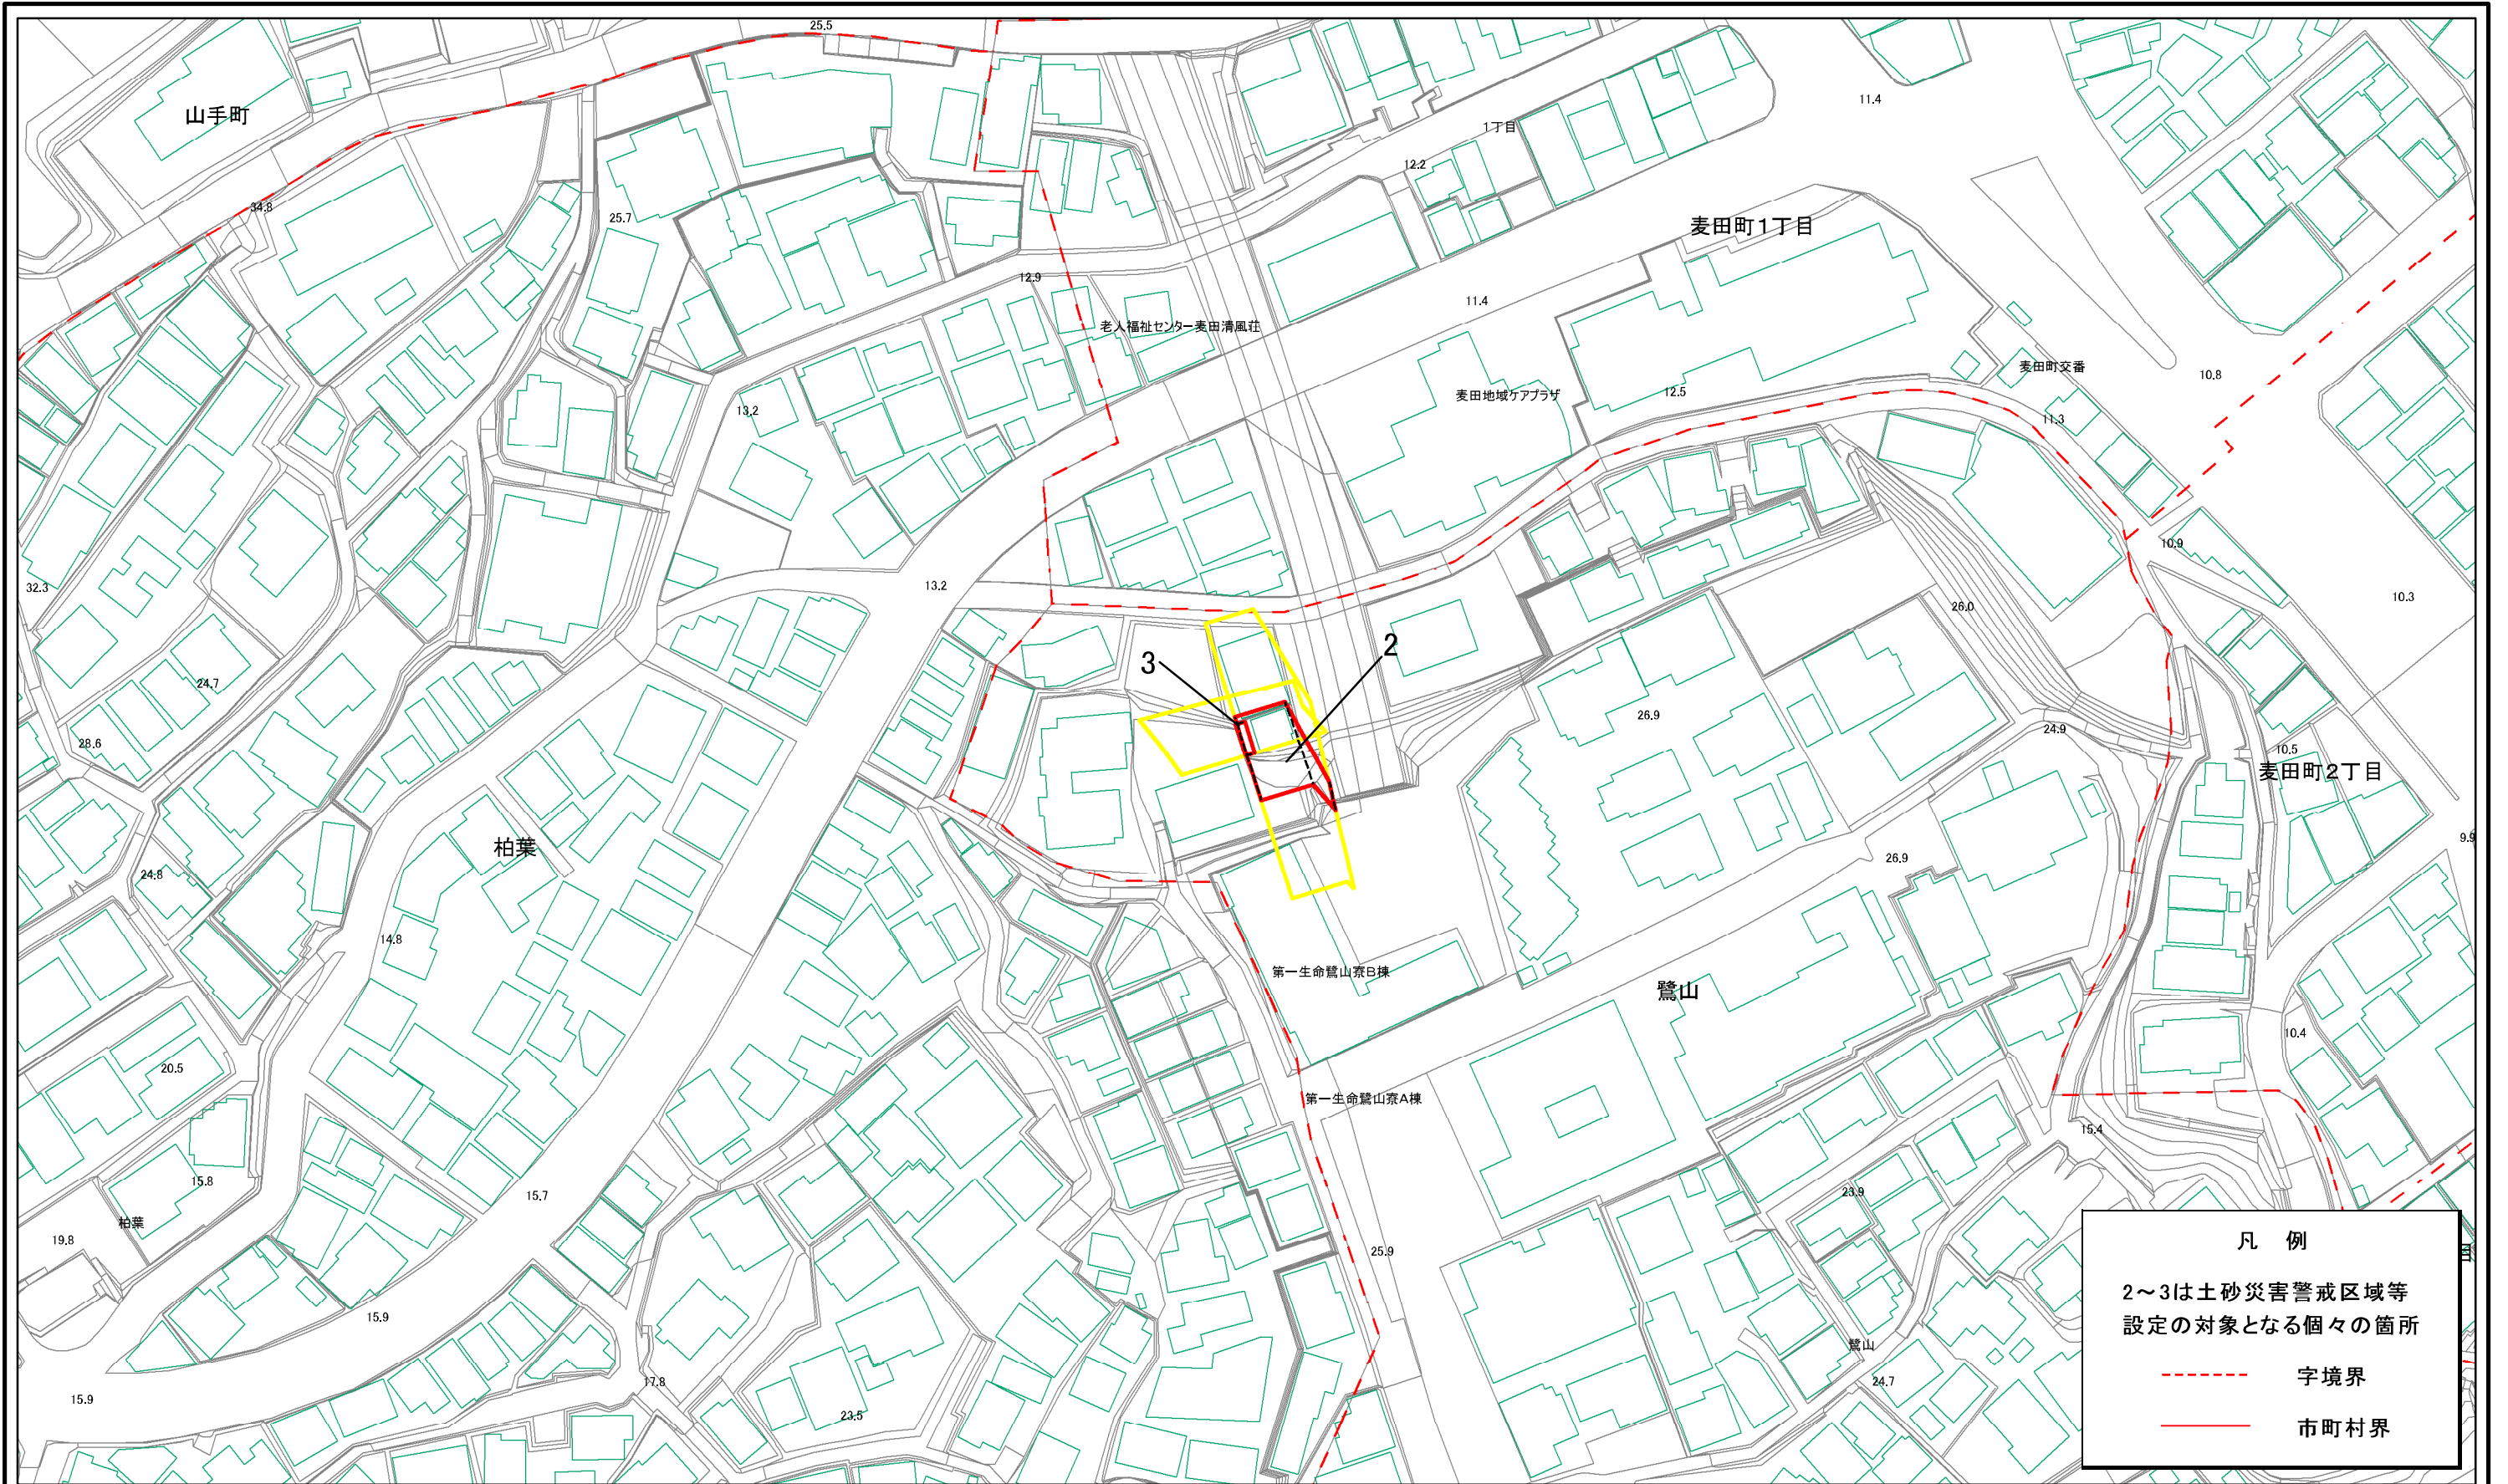 25.5
山手町
11.4
1丁目
12.2
34.8
25.7
麦田町1丁目
12.9
11.4
老人福祉センター麦田清風荘
麦田町交番
10.8
麦田地域ケアプラザ
12.5
13.2
11.3
10.9
32.3
13.2
10.3
26.0
3
2
24.7
26.9
24.9
28.6
10.5
麦田町2丁目
柏葉
9.9
26.9
24.8
14.8
第一生命鷺山寮B棟
鷺山
10.4
20.5
第一生命鷺山寮A棟
15.4
15.8
15.7
23.9
柏葉
19.8
25.9
凡 例
目
2～3は土砂災害警戒区域等
設定の対象となる個々の箇所
15.9
鷺山
字境界
24.7
17.8
15.9
23.5
市町村界